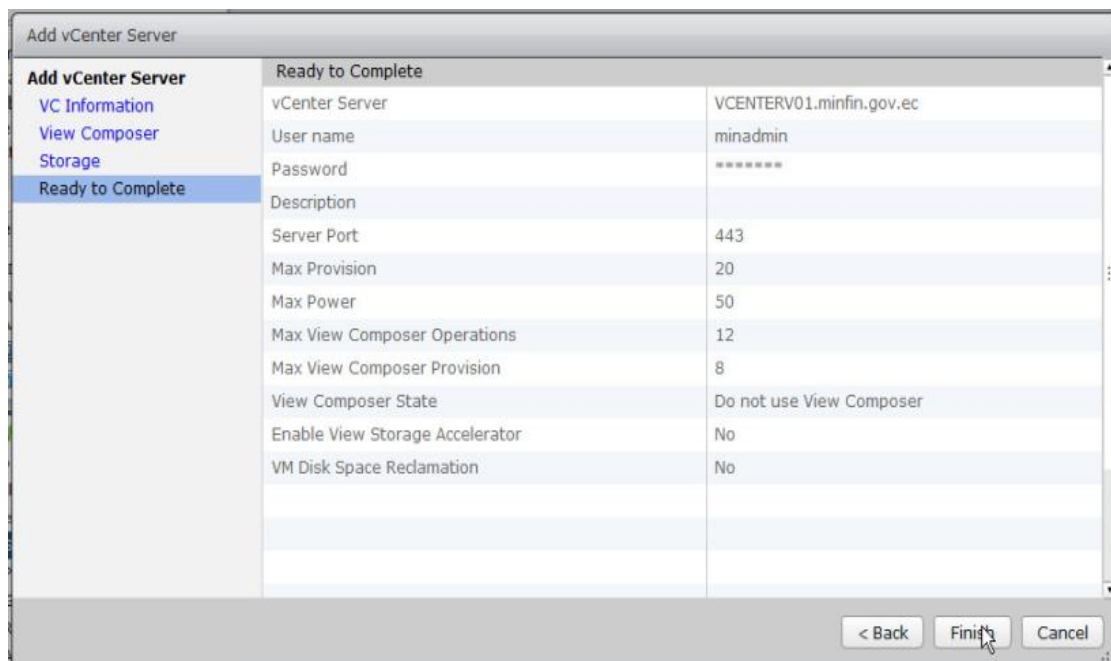 Add vCenter Server
Add vCenter Server
VC Information
View Composer
Storage
Ready to Complete
Ready to Complete
vCenter Server VCENTERV01.minfin.gov.ec
User name minadmin
Password *******
Description
Server Port 443
Max Provision 20
Max Power 50
Max View Composer Operations 12
Max View Composer Provision 8
View Composer State Do not use View Composer
Enable View Storage Accelerator No
VM Disk Space Reclamation No
< Back Finish Cancel